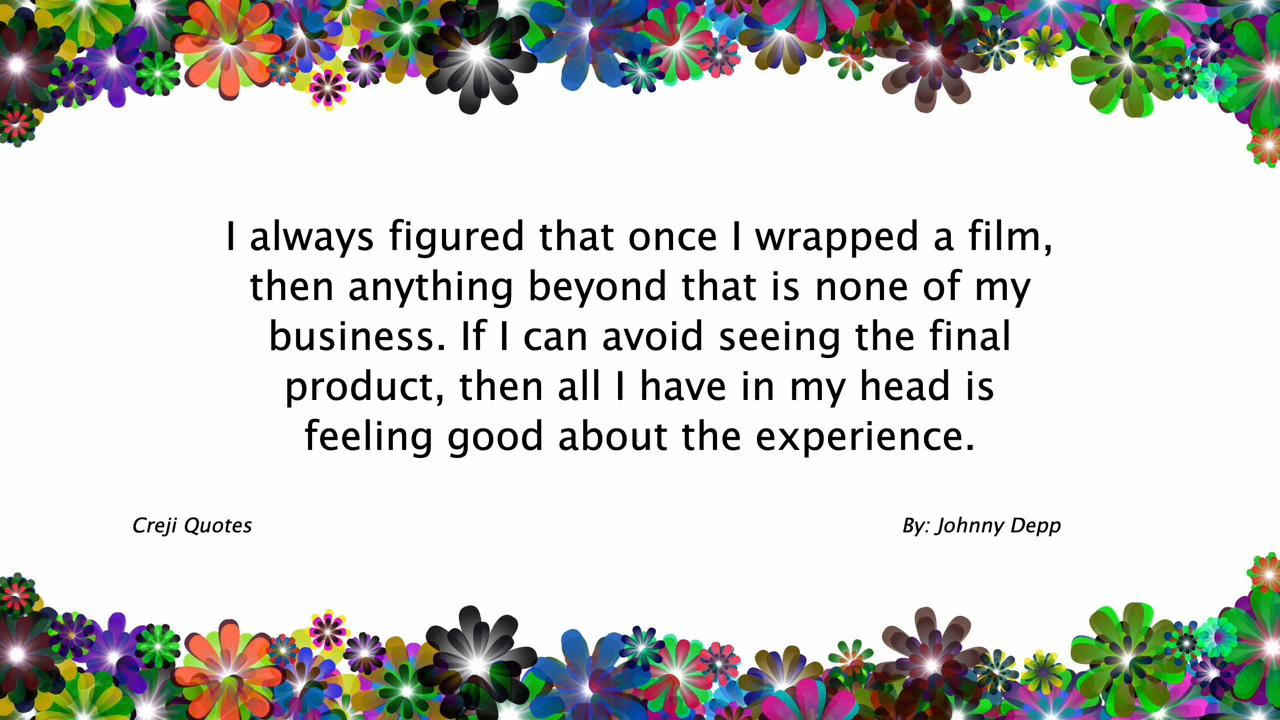 I always figured that once I wrapped a film,
then anything beyond that is none of my
business. If I can avoid seeing the final
product, then all I have in my head is
feeling good about the experience.
Creji Quotes
By: Johnny Depp